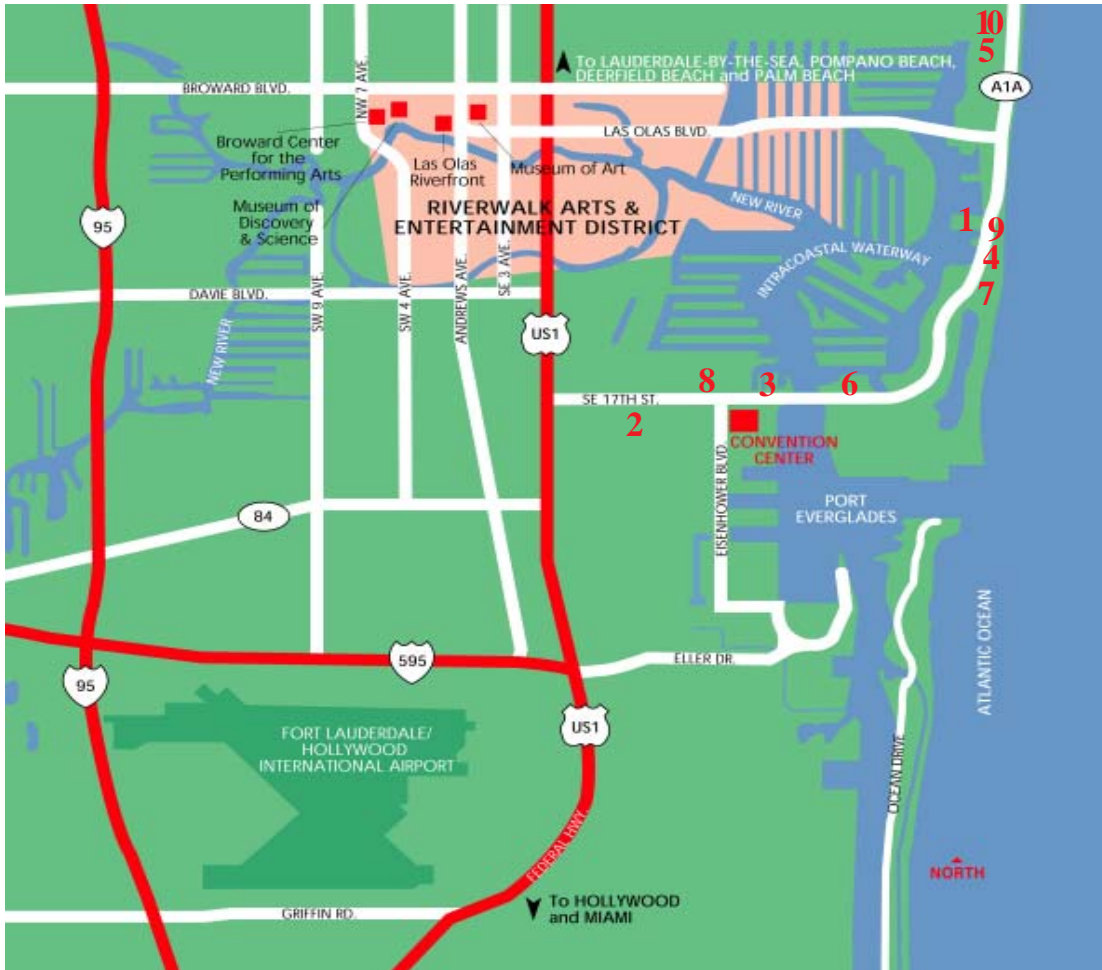 10
5
NW 7 AVE.
To LAUDERDALE-BY-THE-SEA. POMPANO BEACH,
DEERFIELD BEACH and PALM BEACH
A1A
BROWARD BLVD.
LAS OLAS BLVD.
Broward Center
for the
Performing Arts
Las Olas
Riverfront
Museum of Art
Museum of
Discovery
& Science
RIVERWALK ARTS &
ENTERTAINMENT DISTRICT
NEW RIVER
1
9
4
7
95
INTRACOASTAL WATERWAY
DAVIE BLVD.
SW 9 AVE.
SW 4 AVE.
ANDREWS AVE.
SE 3 AVE.
US1
NEW RIVER
8
3
6
SE 17TH ST.
2
CONVENTION
CENTER
EISENHOWER BLVD.
PORT
EVERGLADES
84
ATLANTIC OCEAN
595
ELLER DR.
95
US1
FORT LAUDERDALE/
HOLLYWOOD
INTERNATIONAL AIRPORT
OCEAN DRIVE
FEDERAL HWY.
NORTH
To HOLLYWOOD
and MIAMI
GRIFFIN RD.